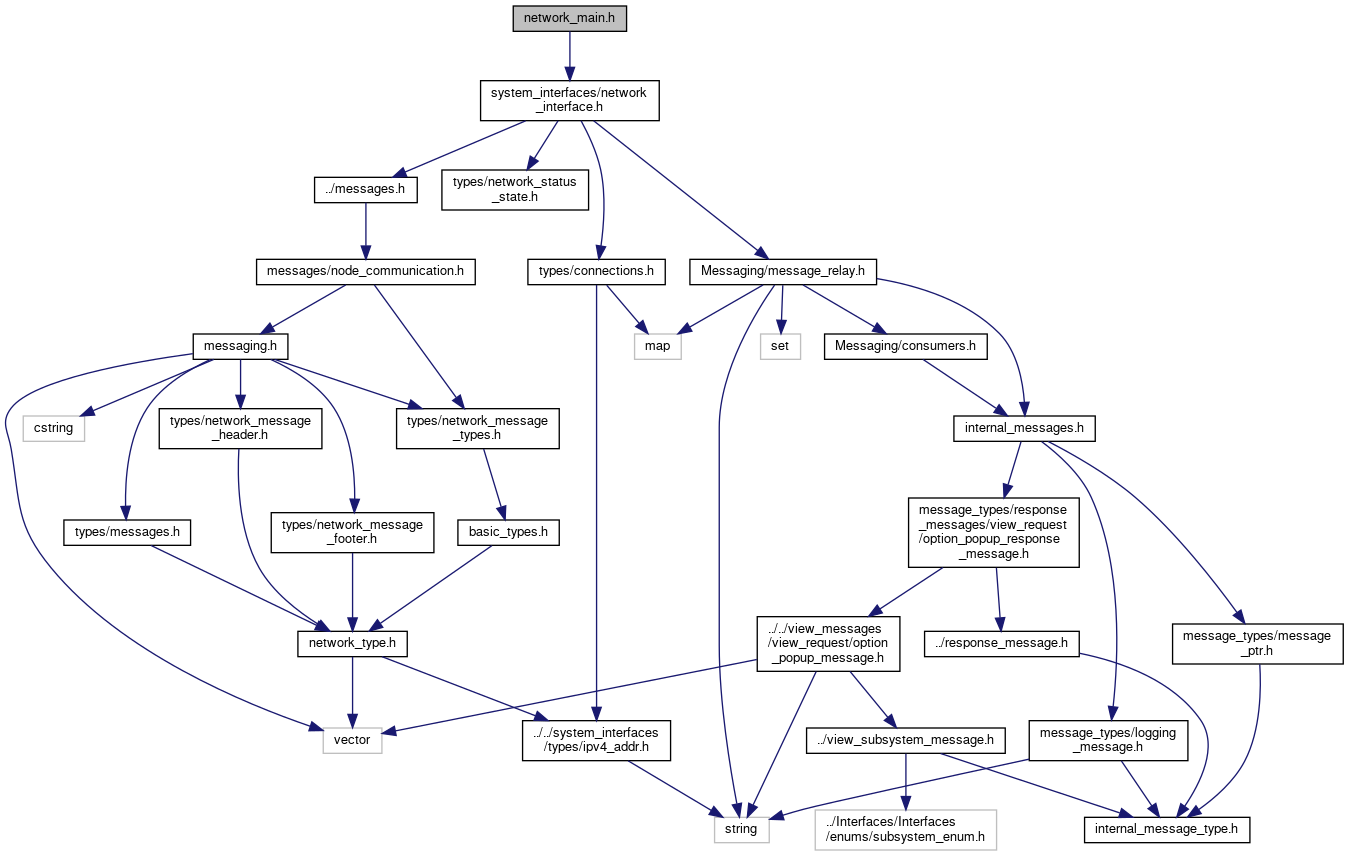 network_main.h
system_interfaces/network
_interface.h
../messages.h
types/network_status
_state.h
messages/node_communication.h
types/connections.h
Messaging/message_relay.h
messaging.h
map
set
Messaging/consumers.h
cstring
types/network_message
_header.h
types/network_message
_types.h
internal_messages.h
types/messages.h
types/network_message
_footer.h
basic_types.h
message_types/response
_messages/view_request
/option_popup_response
_message.h
network_type.h
../../view_messages
/view_request/option
_popup_message.h
../response_message.h
message_types/message
_ptr.h
vector
../../system_interfaces
/types/ipv4_addr.h
../view_subsystem_message.h
message_types/logging
_message.h
string
../Interfaces/Interfaces
/enums/subsystem_enum.h
internal_message_type.h